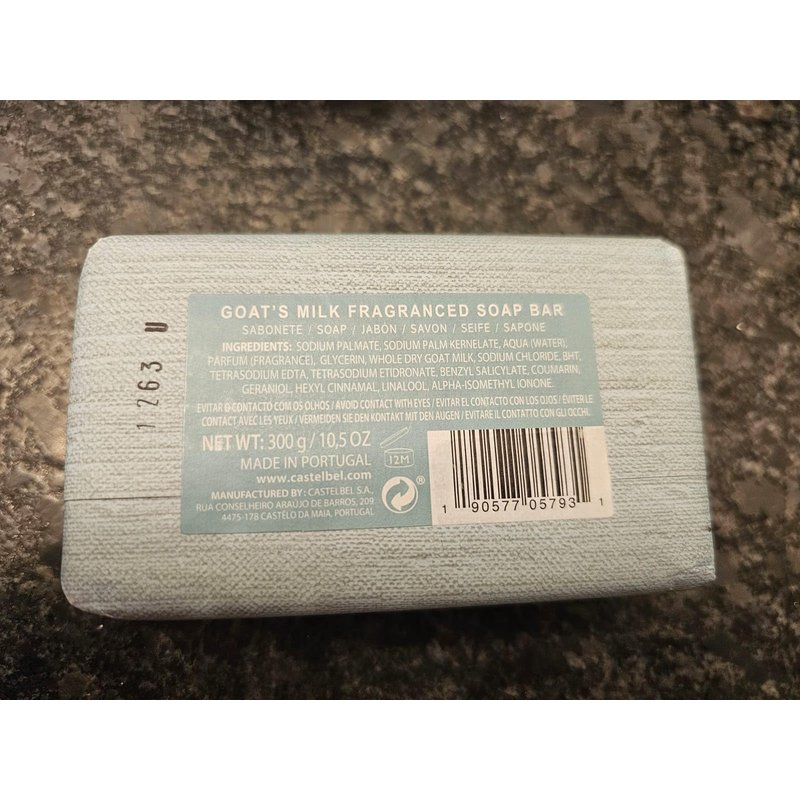 GOAT'S MILK FRAGRANCED SOAP BAR
SABONETE / SOAP / JABÓN / SAVON / SEIFE / SAPONE
INGREDIENTS: SODIUM PALMATE, SODIUM PALM KERNELATE, AQUA (WATER),
PARFUM (FRAGRANCE), GLYCERIN, WHOLE DRY GOAT MILK, SODIUM CHLORIDE, BHT,
TETRASODIUM EDTA, TETRASODIUM ETIDRONATE, BENZYL SALICYLATE, COUMARIN,
GERANIOL, HEXYL CINNAMAL, LINALOOL, ALPHA-ISOMETHYL IONONE.
EVITAR O CONTACTO COM OS OLHOS / AVOID CONTACT WITH EYES / EVITAR EL CONTACTO CON LOS OJOS / ÉVITER LE
CONTACT AVEC LES YEUX / VERMEIDEN SIE DEN KONTAKT MIT DEN AUGEN / EVITARE IL CONTATTO CON GLI OCCHI.
NET WT: 300 g / 10,5 OZ
12M
MADE IN PORTUGAL
www.castelbel.com
MANUFACTURED BY: CASTELBEL S.A.,
RUA CONSELHEIRO ARAÚJO DE BARROS, 209
4475-178 CASTÊLO DA MAIA, PORTUGAL
®
1 90577 05793 1
1 263 U